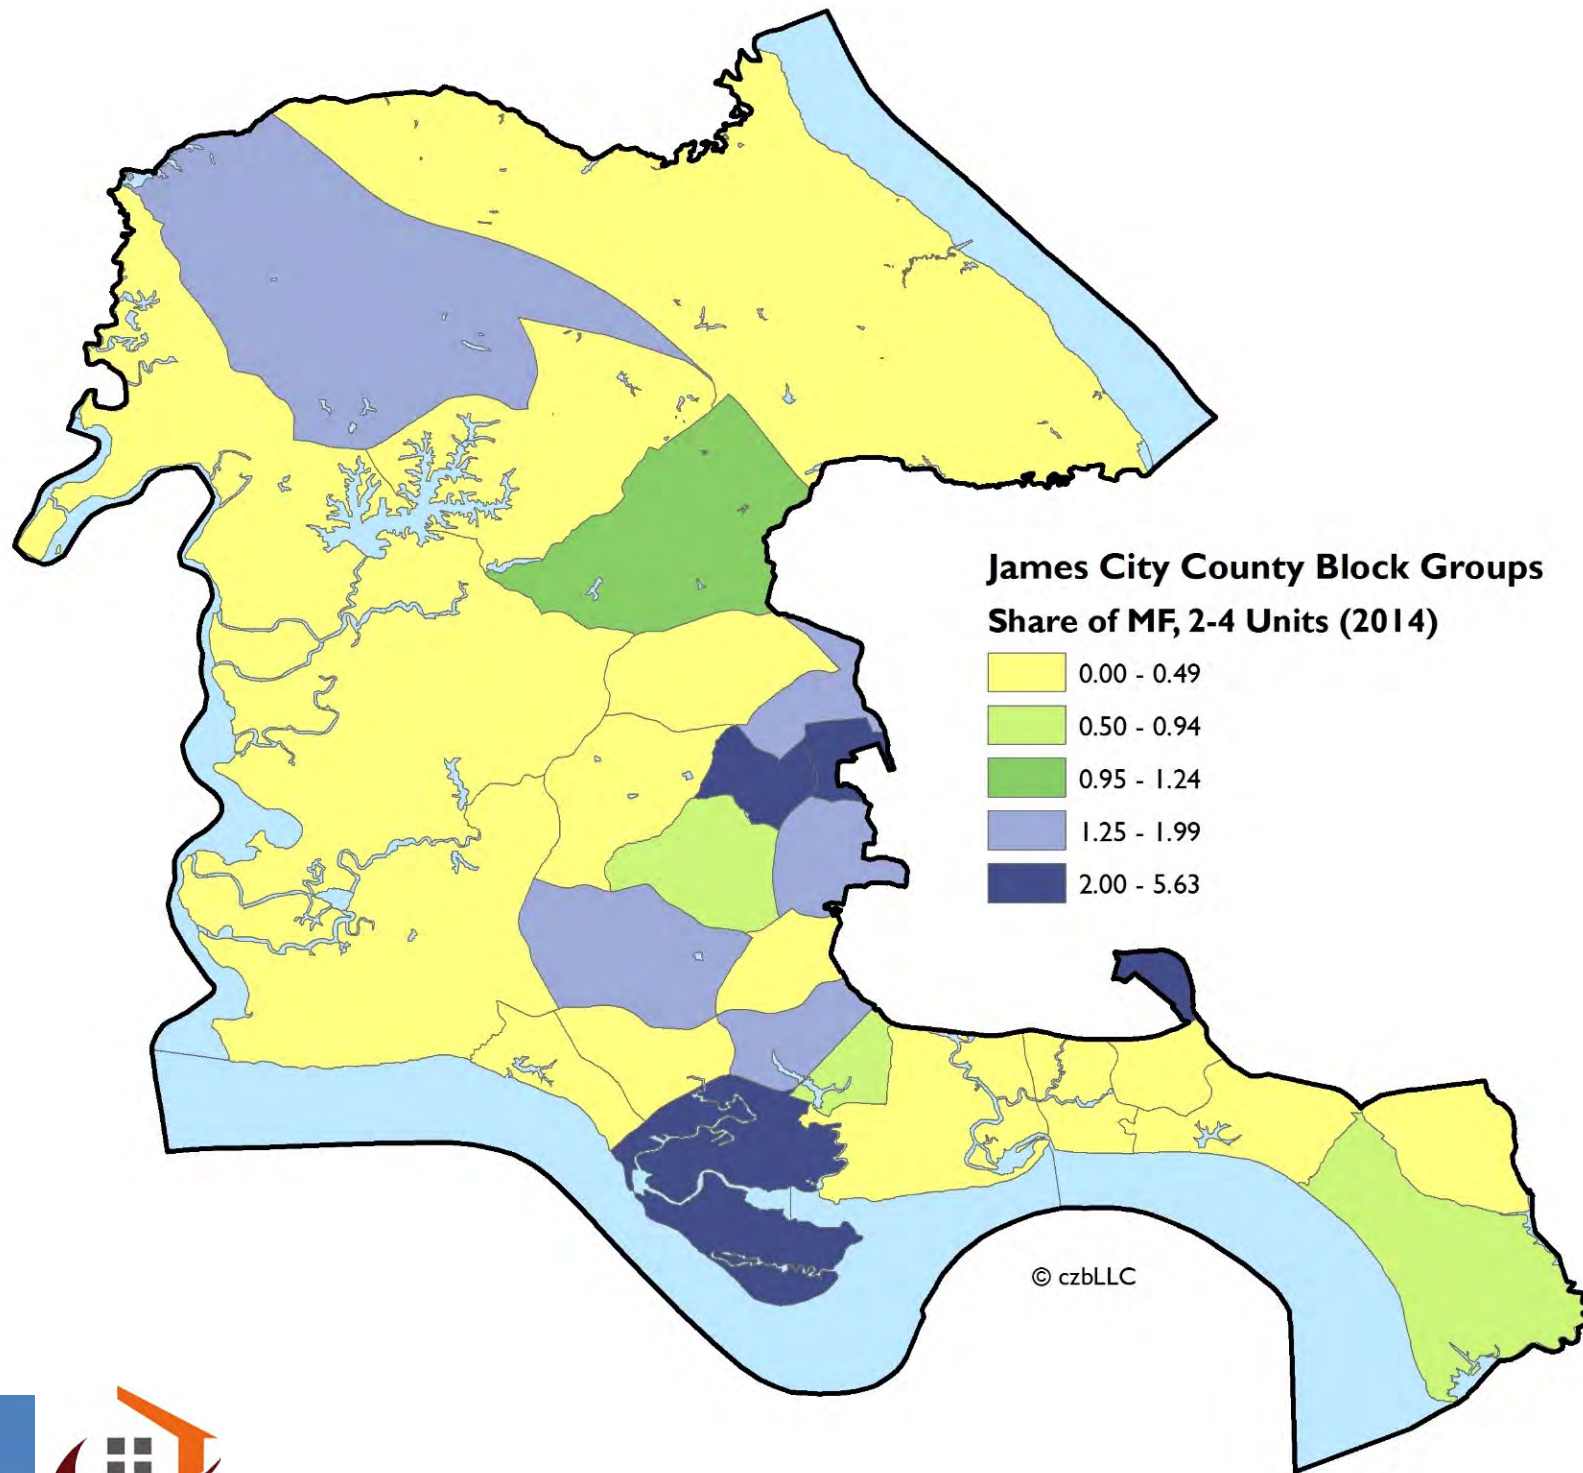 James City County Block Groups
Share of MF, 2-4 Units (2014)
0.00 - 0.49
0.50 - 0.94
0.95 - 1.24
1.25 - 1.99
2.00 - 5.63
© czbLLC